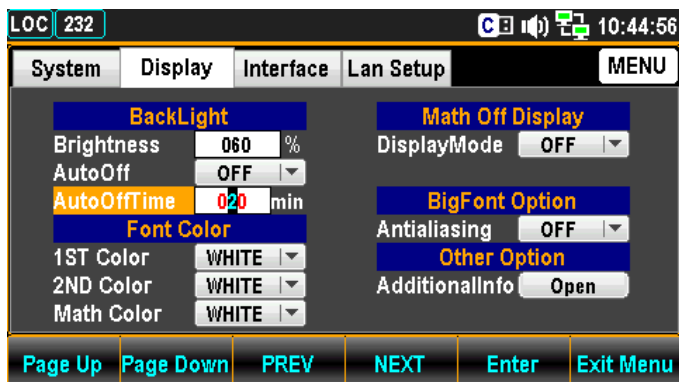 LOC 232 C 10:44:56
System Display Interface Lan Setup MENU
BackLight
Brightness 060 %
AutoOff OFF
AutoOffTime 020 min
Font Color
1ST Color WHITE
2ND Color WHITE
Math Color WHITE
Math Off Display
DisplayMode OFF
BigFont Option
Antialiasing OFF
Other Option
AdditionalInfo Open
Page Up Page Down PREV NEXT Enter Exit Menu